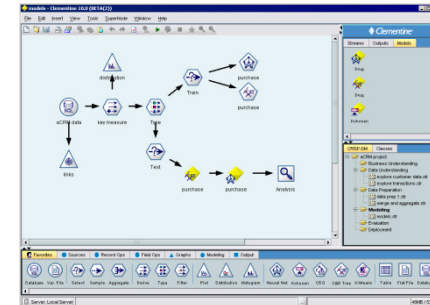 models - Clementine 10.0 (BETA(2))
File Edit Insert View Tools SuperNode Window Help
Clementine
Streams Outputs Models
Drug
Drug
Kohonen
distribution
Train
purchase
purchase
aCRM data
key measure
Type
links
Test
purchase
purchase
Analysis
CRISP-DM Classes
aCRM project
Business Understanding
Data Understanding
explore customer data.str
explore transactions.str
Data Preparation
data prep 1.str
merge and aggregate.str
Modeling
models.str
Evaluation
Deployment
Favorites Sources Record Ops Field Ops Graphs Modeling Output
Database Var. File Select Sample Aggregate Derive Type Filter Plot Distribution Histogram Neural Net Kohonen C5.0 C&R Tree K-Means Table Flat File
Server: Local Server